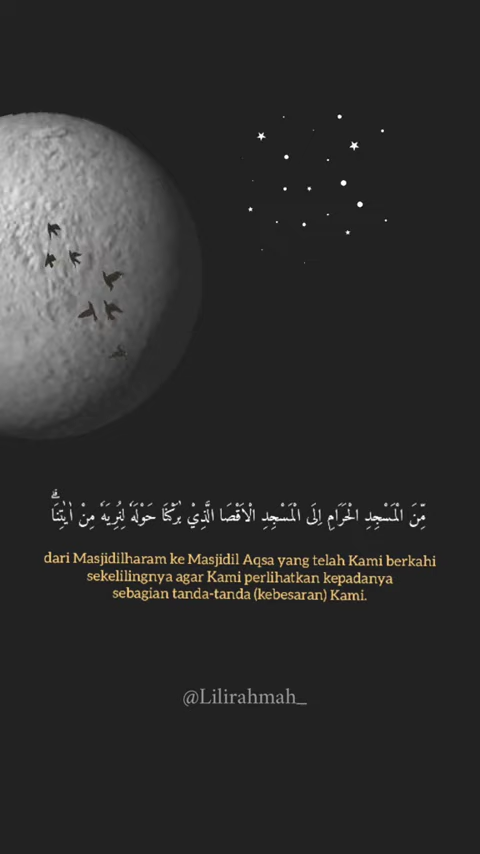 مِّنَ الْمَسْجِدِ الْحَرَامِ اِلَى الْمَسْجِدِ الْاَقْصَا الَّذِيْ بٰرَكْنَا حَوْلَهٗ لِنُرِيَهٗ مِنْ اٰيٰتِنَاۗ
dari Masjidilharam ke Masjidil Aqsa yang telah Kami berkahi
sekelilingnya agar Kami perlihatkan kepadanya
sebagian tanda-tanda (kebesaran) Kami.
@Lilirahmah_